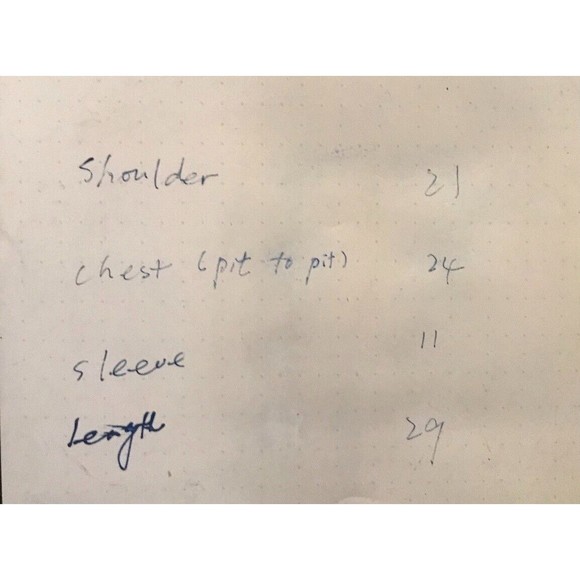 Shoulder 21
chest (pit to pit) 24
sleeve 11
Length 29